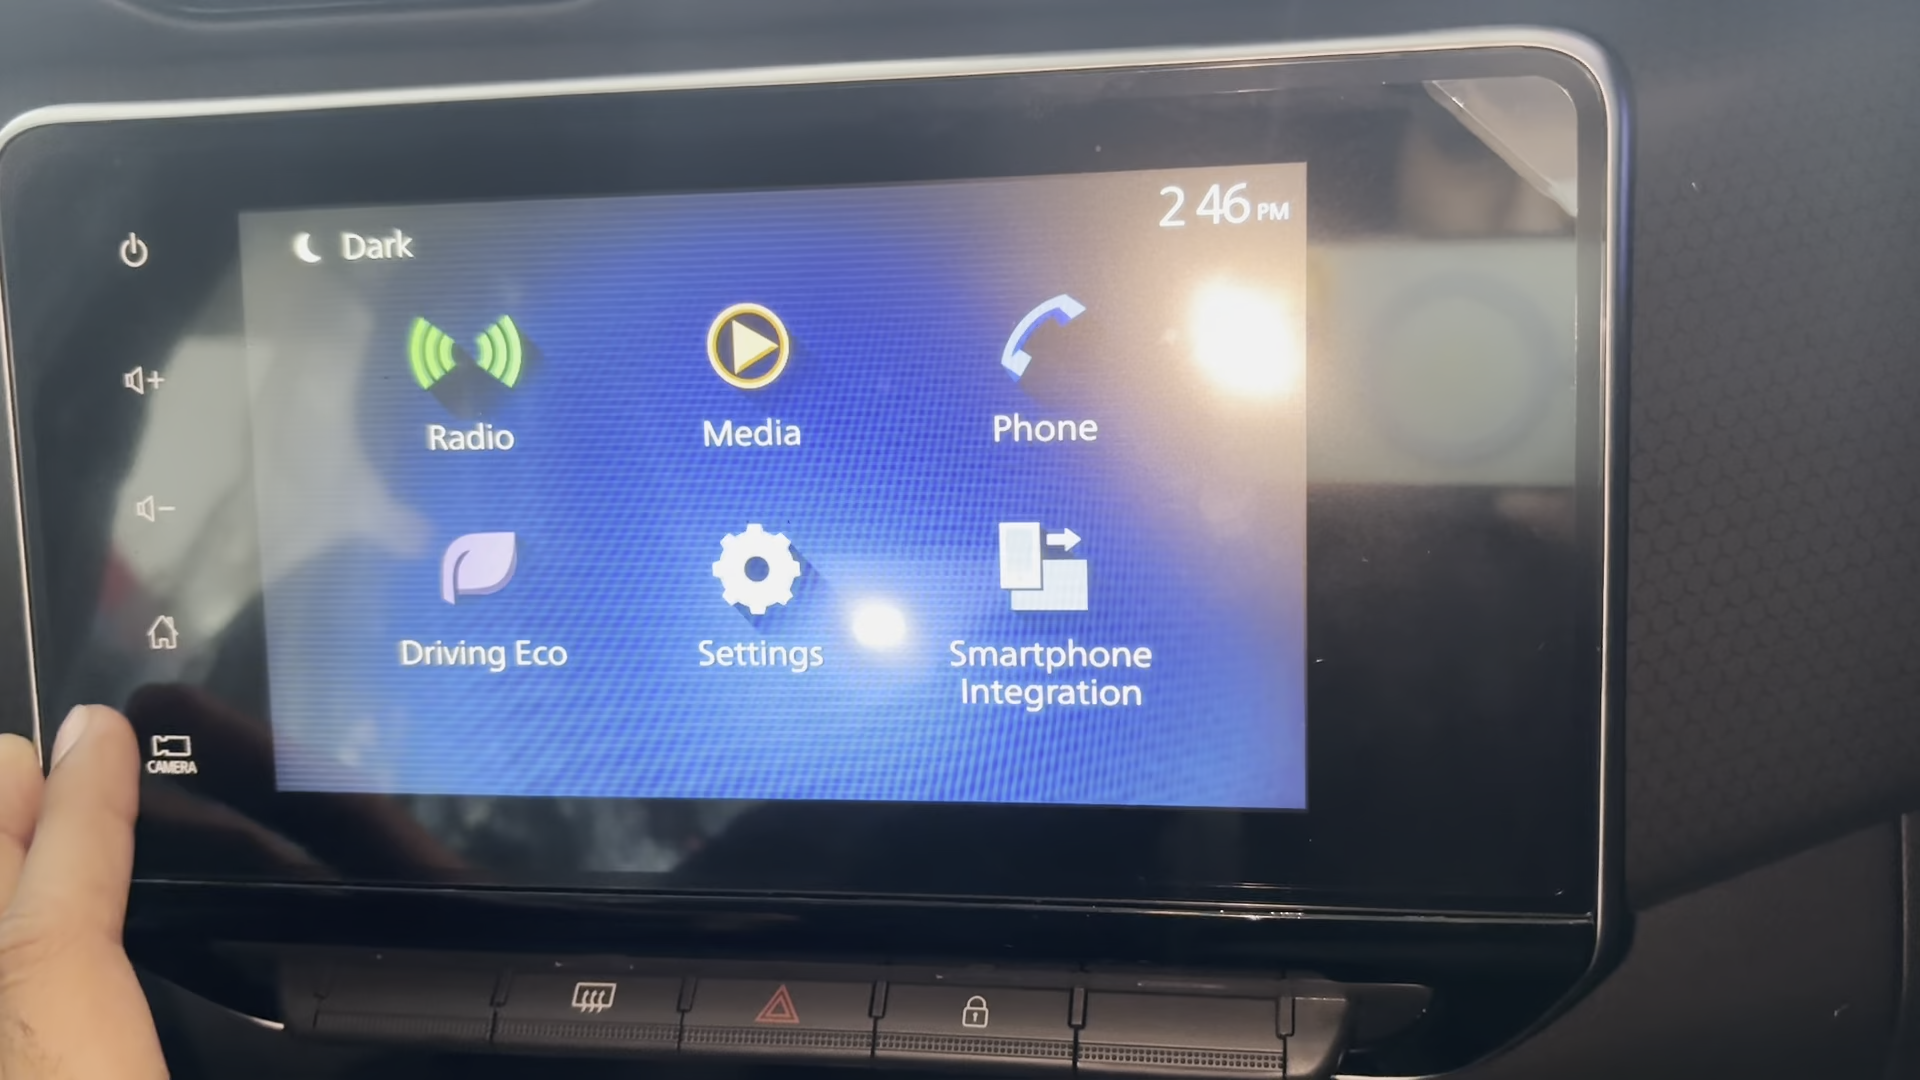 Dark
2 46 PM
Radio
Media
Phone
Driving Eco
Settings
Smartphone
Integration
CAMERA